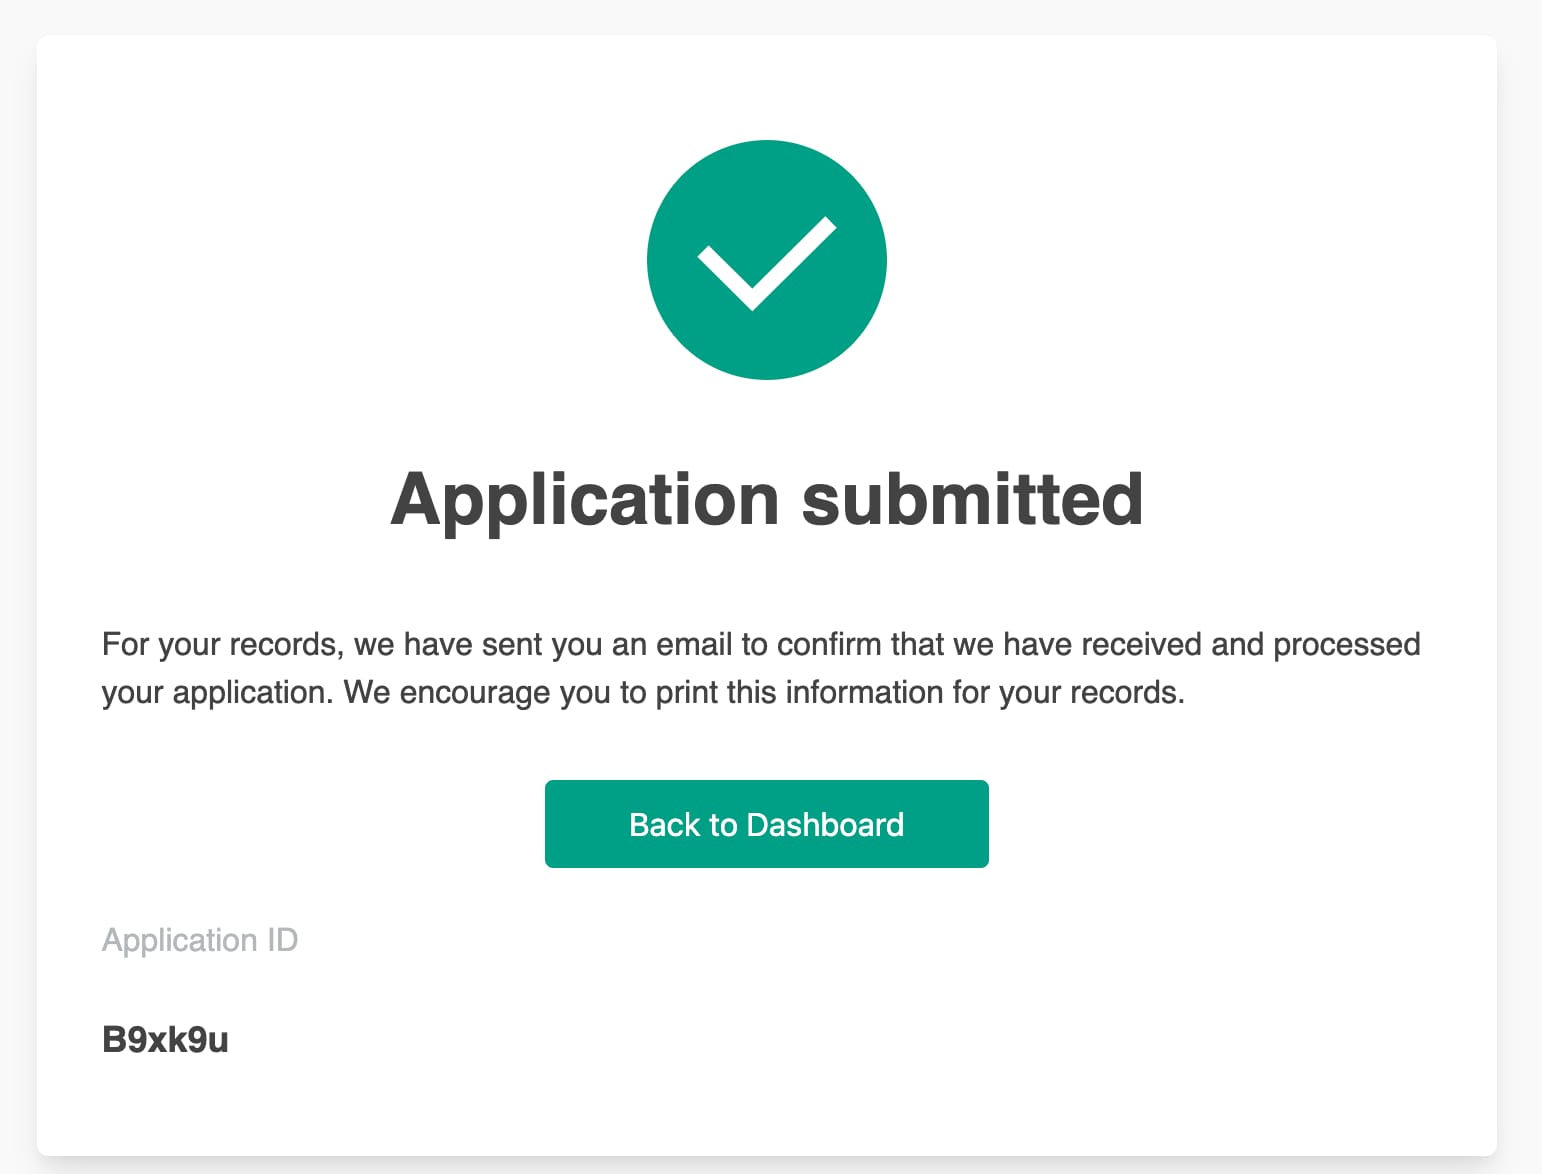 Application submitted
For your records, we have sent you an email to confirm that we have received and processed
your application. We encourage you to print this information for your records.
Back to Dashboard
Application ID
B9xk9u